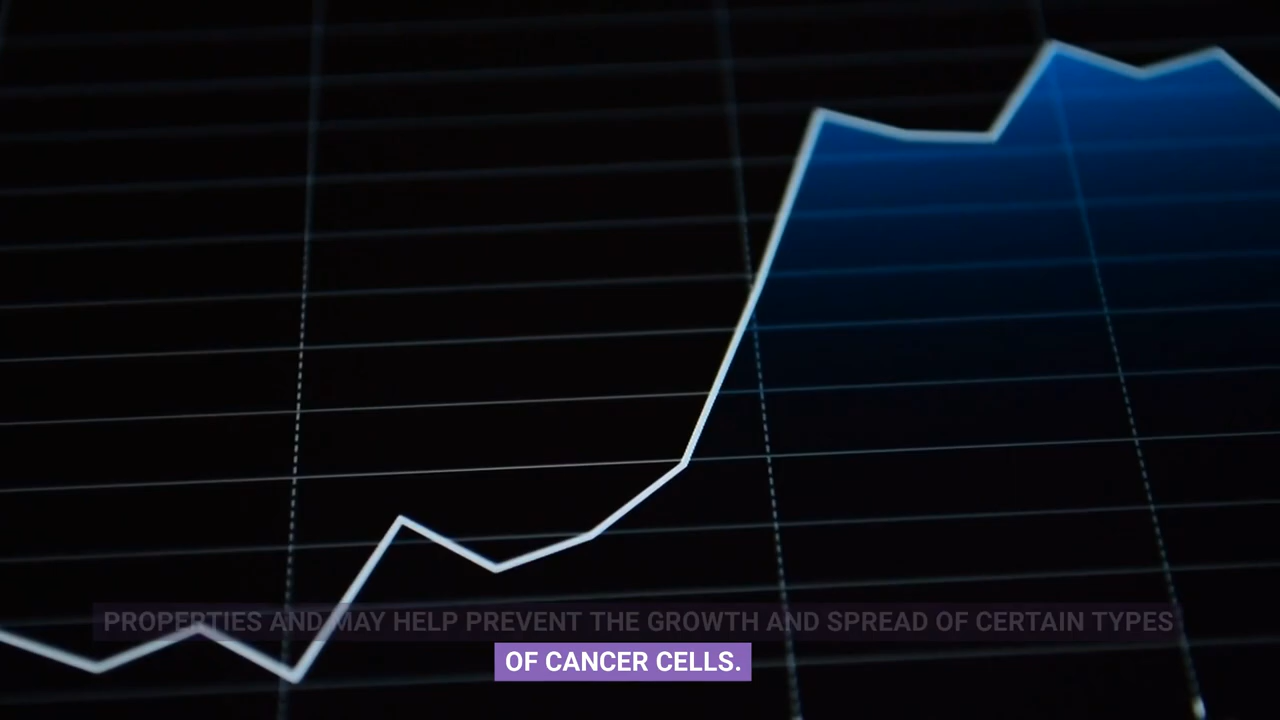 PROPERTIES AND MAY HELP PREVENT THE GROWTH AND SPREAD OF CERTAIN TYPES
OF CANCER CELLS.